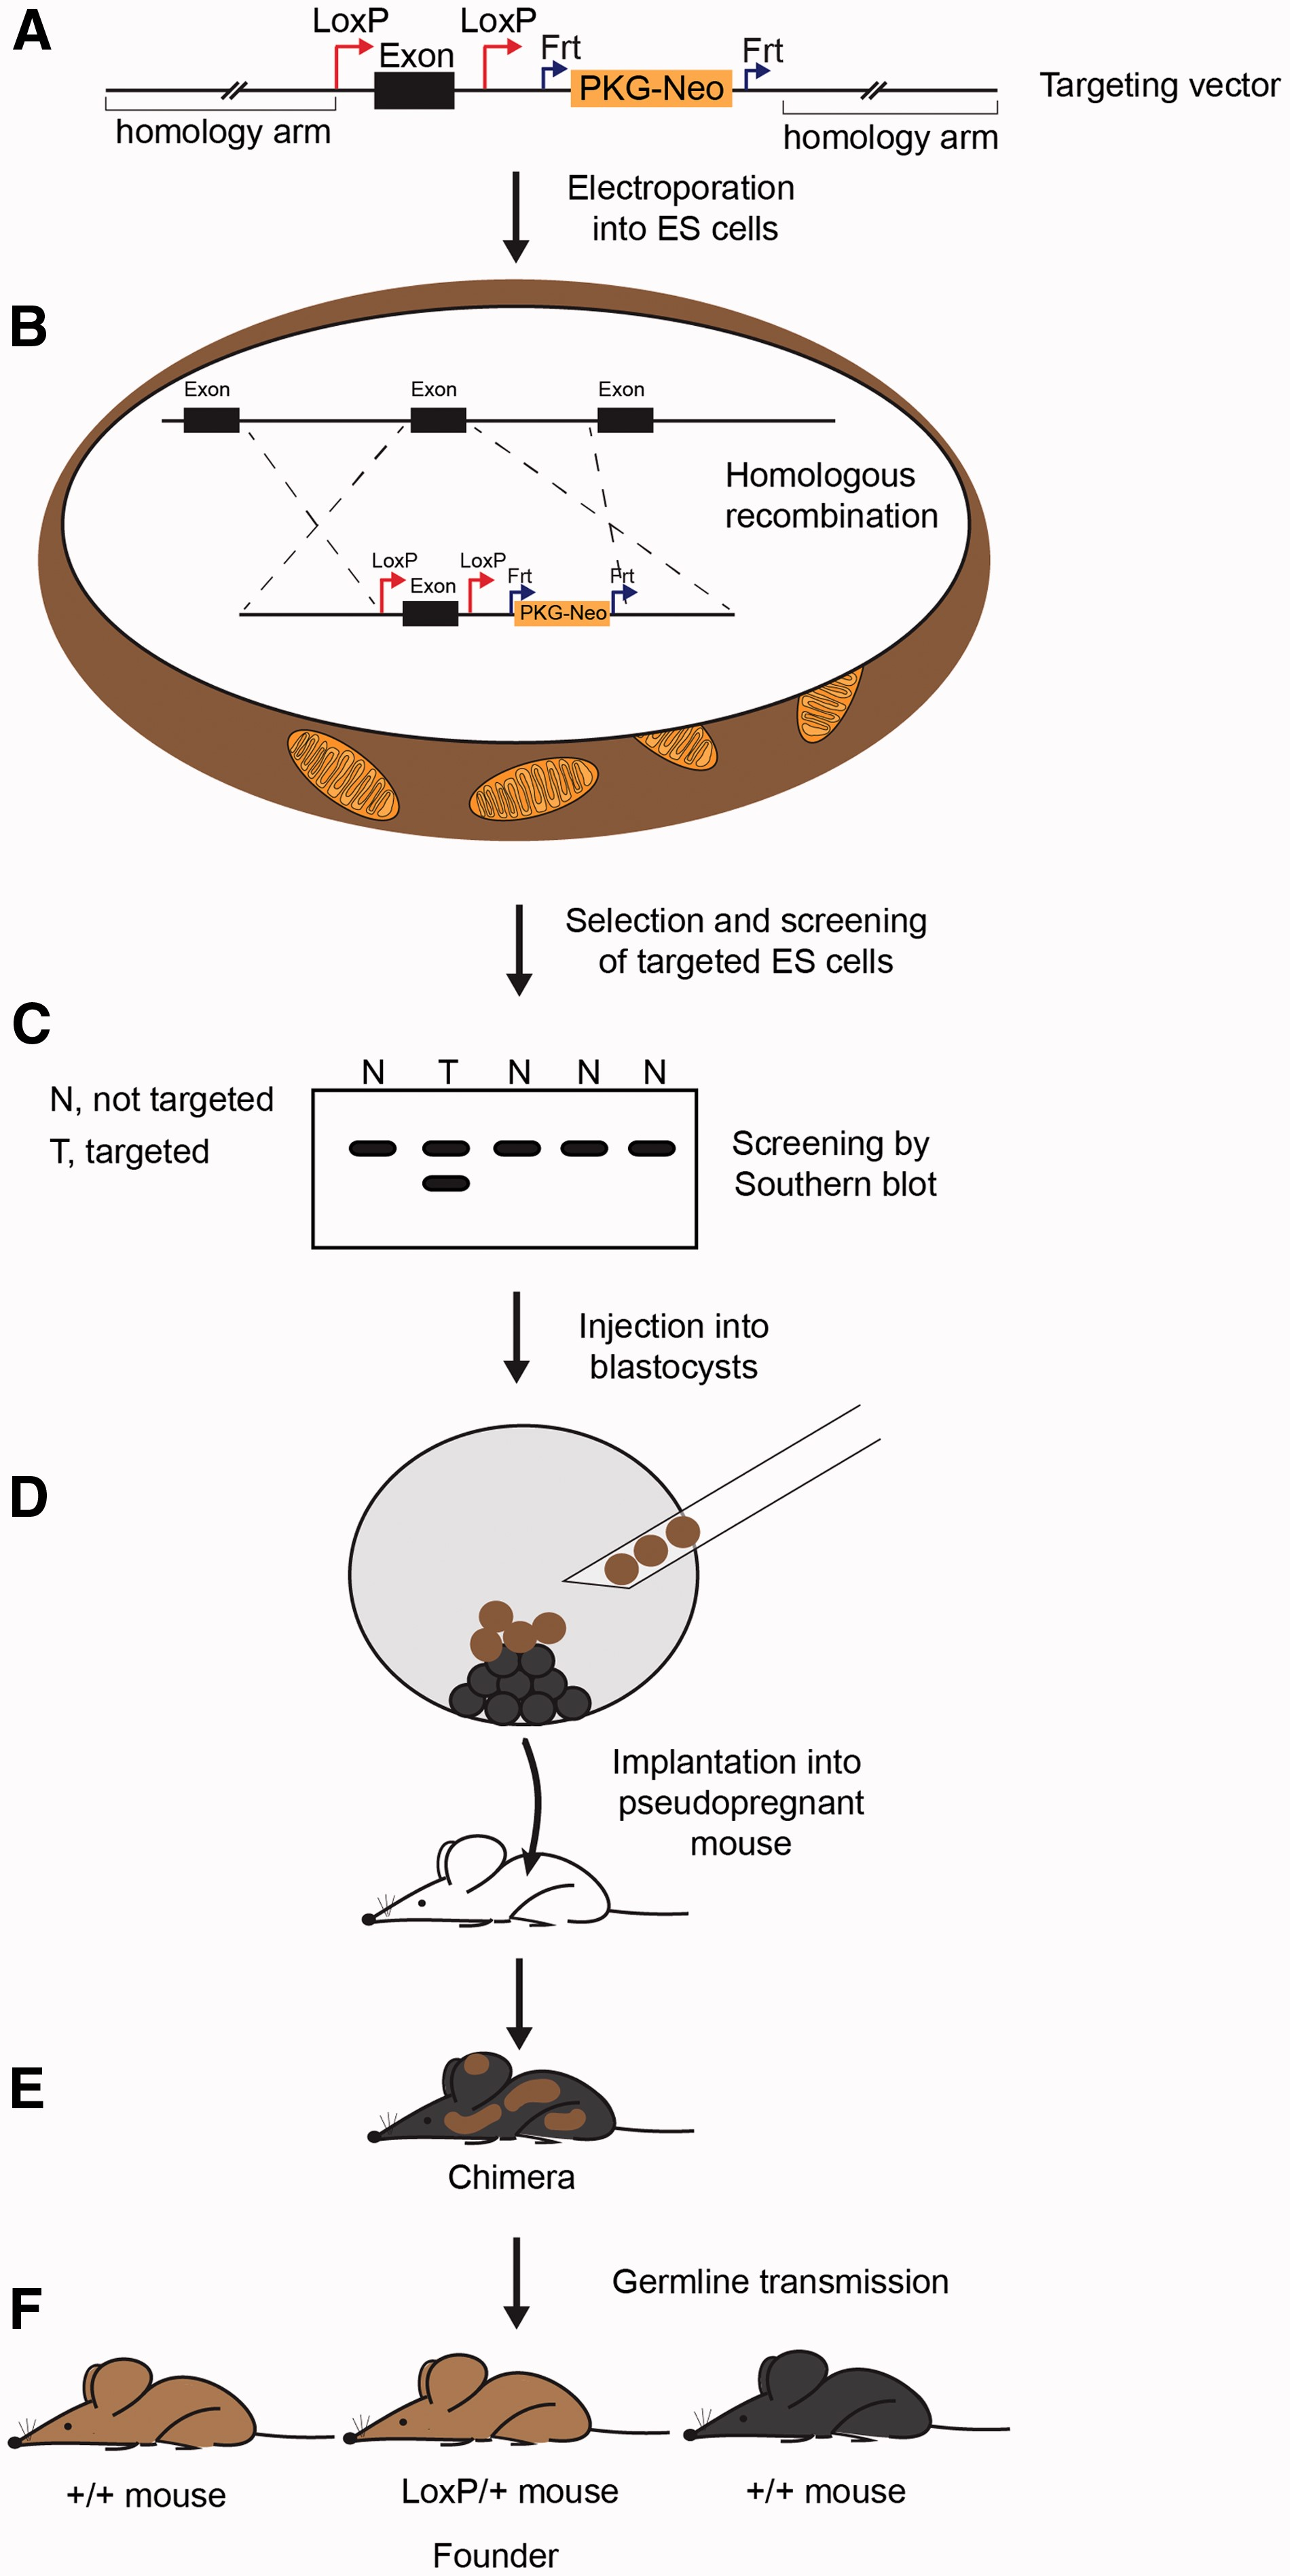 A
LoxP
LoxP
Exon
Frt
Frt
PKG-Neo
Targeting vector
homology arm
homology arm
Electroporation
into ES cells
B
Exon
Exon
Exon
Homologous
recombination
LoxP
LoxP
Exon
Frt
Frt
PKG-Neo
Selection and screening
of targeted ES cells
C
N T N N N
N, not targeted
T, targeted
Screening by
Southern blot
Injection into
blastocysts
D
Implantation into
pseudopregnant
mouse
E
Chimera
Germline transmission
F
+/+ mouse
LoxP/+ mouse
+/+ mouse
Founder